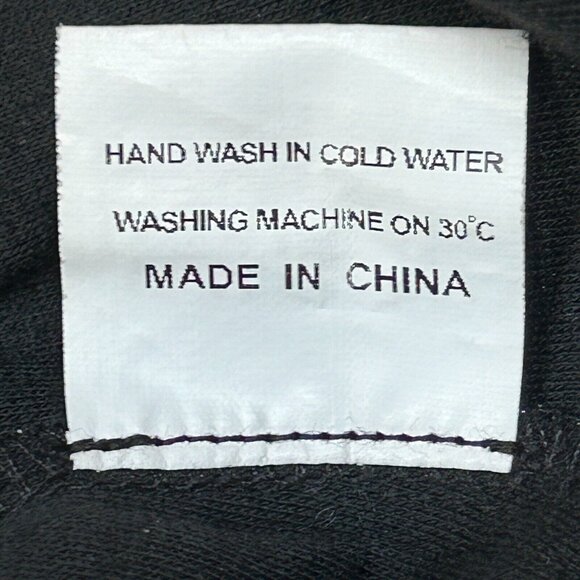 HAND WASH IN COLD WATER
WASHING MACHINE ON 30°C
MADE IN CHINA